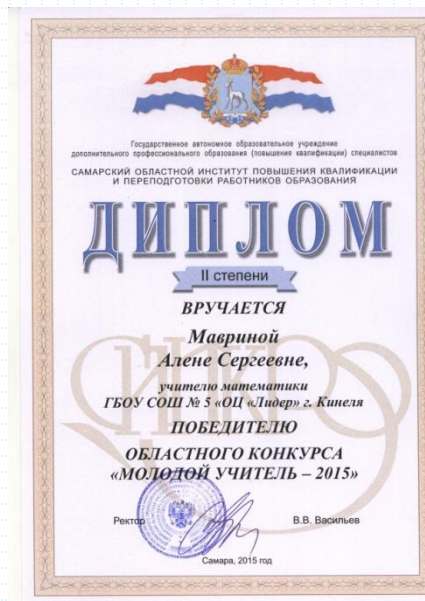 Государственное автономное образовательное учреждение
дополнительного профессионального образования (повышения квалификации) специалистов
САМАРСКИЙ ОБЛАСТНОЙ ИНСТИТУТ ПОВЫШЕНИЯ КВАЛИФИКАЦИИ
И ПЕРЕПОДГОТОВКИ РАБОТНИКОВ ОБРАЗОВАНИЯ
ДИПЛОМ
II степени
ВРУЧАЕТСЯ
Мавриной
Алене Сергеевне,
учителю математики
ГБОУ СОШ № 5 «ОЦ «Лидер» г. Кинеля
ПОБЕДИТЕЛЮ
ОБЛАСТНОГО КОНКУРСА
«МОЛОДОЙ УЧИТЕЛЬ – 2015»
Ректор В.В. Васильев
Самара, 2015 год